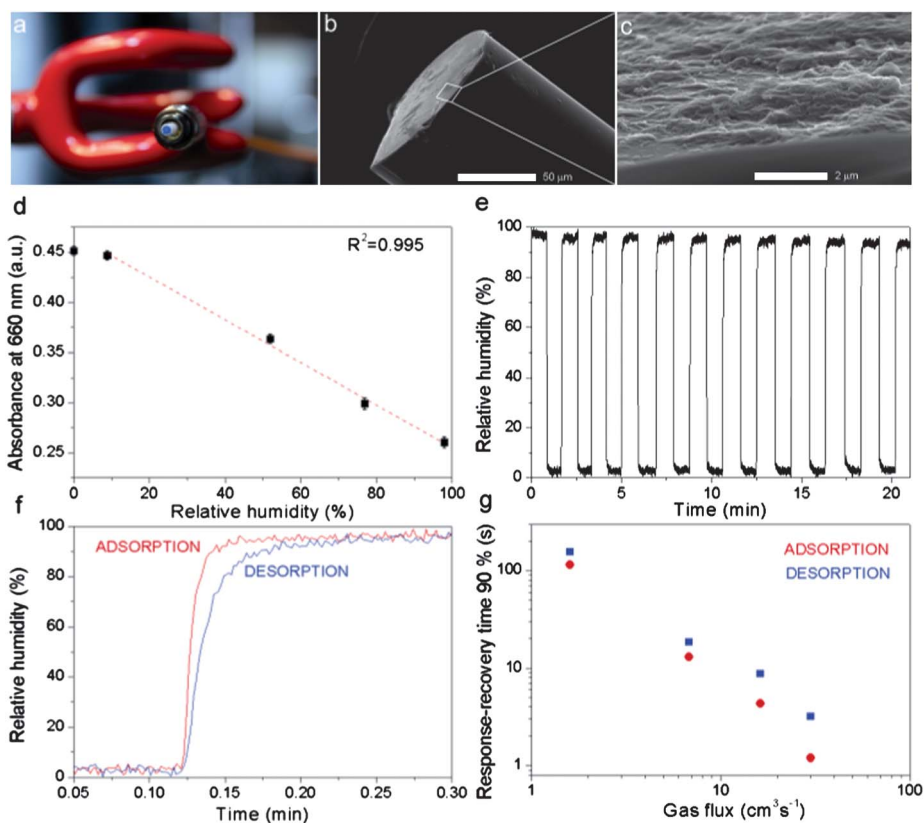 a
b
c
50 µm
2 µm
d
R²=0.995
0.45
0.40
0.35
0.30
0.25
Absorbance at 660 nm (a.u.)
0 20 40 60 80 100
Relative humidity (%)
e
100
80
60
40
20
0
Relative humidity (%)
0 5 10 15 20
Time (min)
f
100
80
60
40
20
0
Relative humidity (%)
ADSORPTION
DESORPTION
0.05 0.10 0.15 0.20 0.25 0.30
Time (min)
g
100
10
1
Response-recovery time 90 % (s)
ADSORPTION
DESORPTION
1 10 100
Gas flux (cm³s⁻¹)